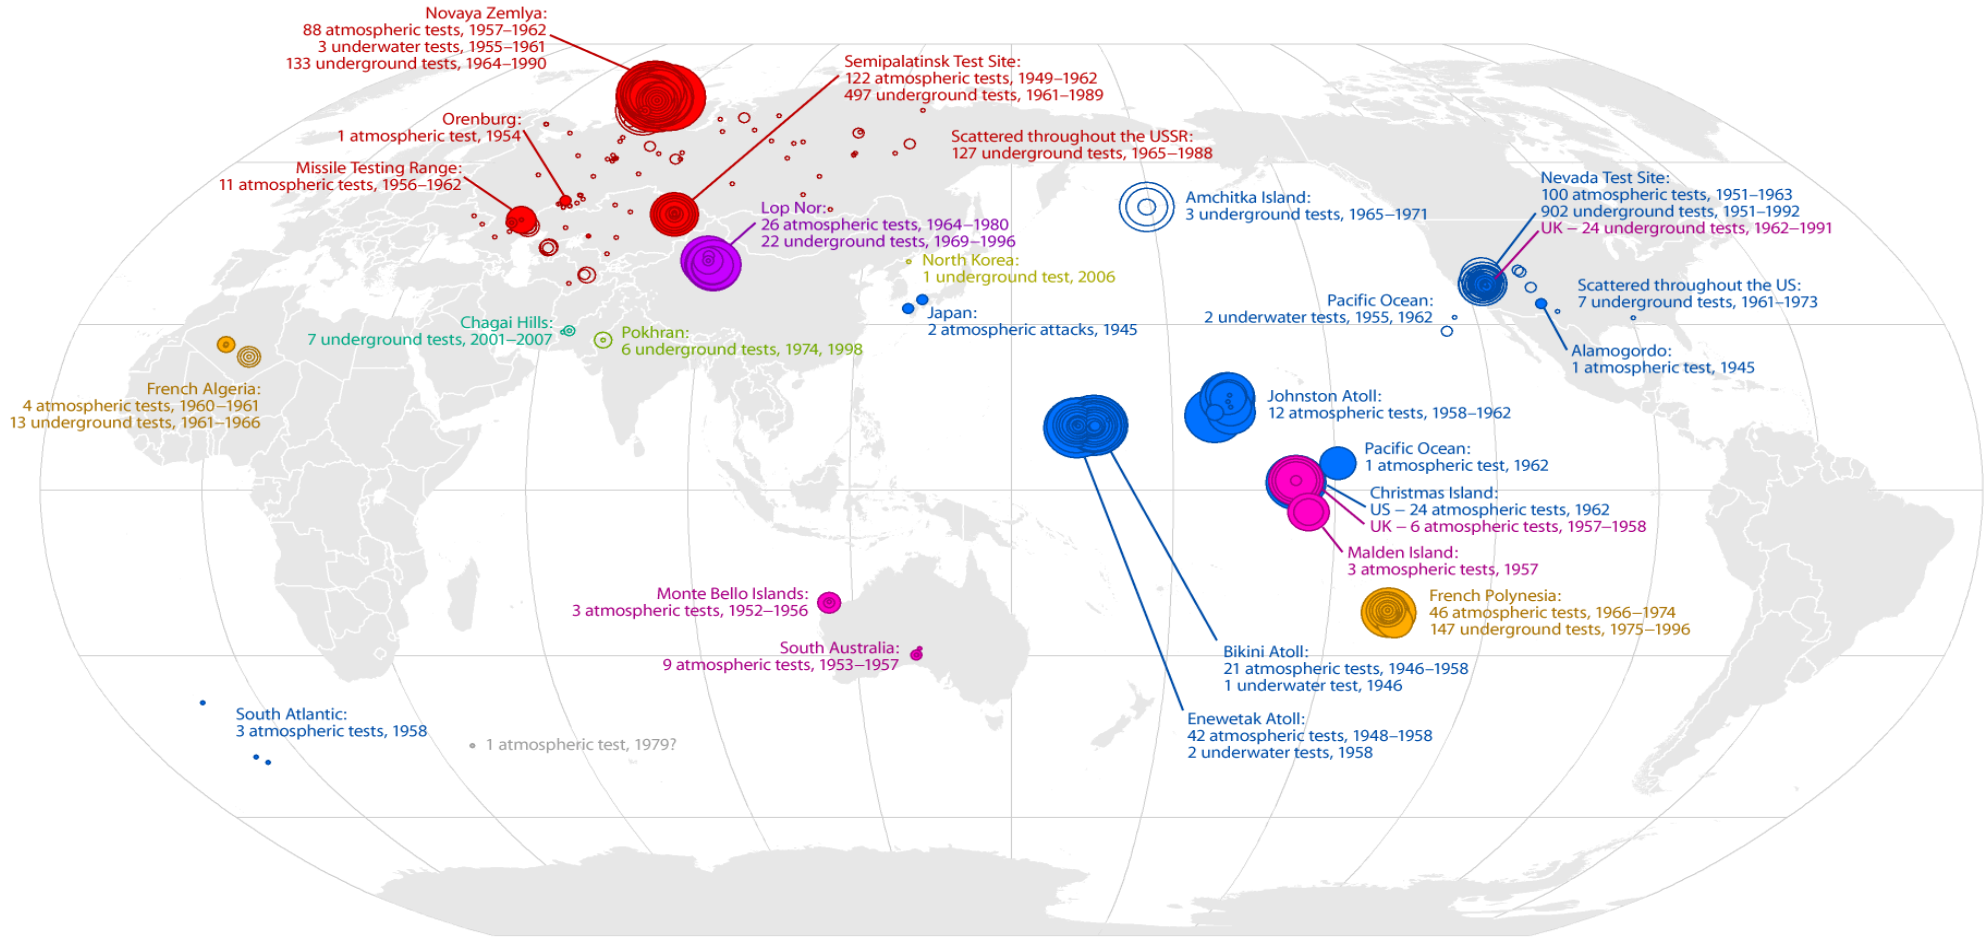 Novaya Zemlya:
88 atmospheric tests, 1957–1962
3 underwater tests, 1955–1961
133 underground tests, 1964–1990
Semipalatinsk Test Site:
122 atmospheric tests, 1949–1962
497 underground tests, 1961–1989
Orenburg:
1 atmospheric test, 1954
Scattered throughout the USSR:
127 underground tests, 1965–1988
Missile Testing Range:
11 atmospheric tests, 1956–1962
Lop Nor:
26 atmospheric tests, 1964–1980
22 underground tests, 1969–1996
Amchitka Island:
3 underground tests, 1965–1971
Nevada Test Site:
100 atmospheric tests, 1951–1963
902 underground tests, 1951–1992
UK – 24 underground tests, 1962–1991
North Korea:
1 underground test, 2006
Scattered throughout the US:
7 underground tests, 1961–1973
Pacific Ocean:
2 underwater tests, 1955, 1962
Japan:
2 atmospheric attacks, 1945
Chagai Hills:
7 underground tests, 2001–2007
Pokhran:
6 underground tests, 1974, 1998
Alamogordo:
1 atmospheric test, 1945
French Algeria:
4 atmospheric tests, 1960–1961
13 underground tests, 1961–1966
Johnston Atoll:
12 atmospheric tests, 1958–1962
Pacific Ocean:
1 atmospheric test, 1962
Christmas Island:
US – 24 atmospheric tests, 1962
UK – 6 atmospheric tests, 1957–1958
Malden Island:
3 atmospheric tests, 1957
Monte Bello Islands:
3 atmospheric tests, 1952–1956
French Polynesia:
46 atmospheric tests, 1966–1974
147 underground tests, 1975–1996
South Australia:
9 atmospheric tests, 1953–1957
Bikini Atoll:
21 atmospheric tests, 1946–1958
1 underwater test, 1946
South Atlantic:
3 atmospheric tests, 1958
Enewetak Atoll:
42 atmospheric tests, 1948–1958
2 underwater tests, 1958
1 atmospheric test, 1979?